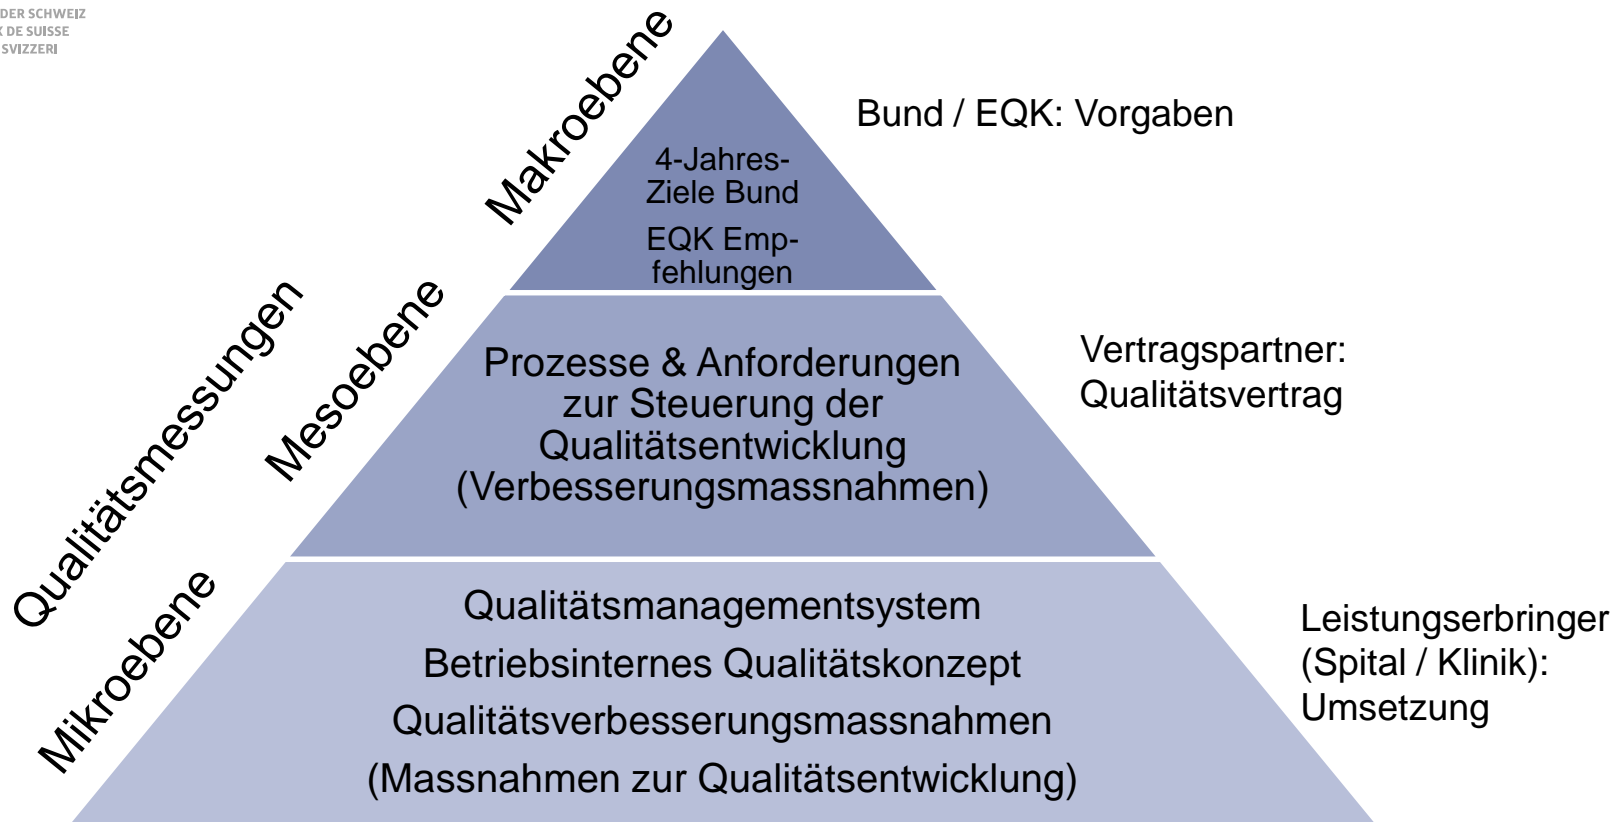 DER SCHWEIZ
DE SUISSE
SVIZZERI
Makroebene
Bund / EQK: Vorgaben
4-Jahres-
Ziele Bund
EQK Emp-
fehlungen
Qualitätsmessungen
Mesoebene
Prozesse & Anforderungen
zur Steuerung der
Qualitätsentwicklung
(Verbesserungsmassnahmen)
Vertragspartner:
Qualitätsvertrag
Mikroebene
Qualitätsmanagementsystem
Betriebsinternes Qualitätskonzept
Qualitätsverbesserungsmassnahmen
(Massnahmen zur Qualitätsentwicklung)
Leistungserbringer
(Spital / Klinik):
Umsetzung